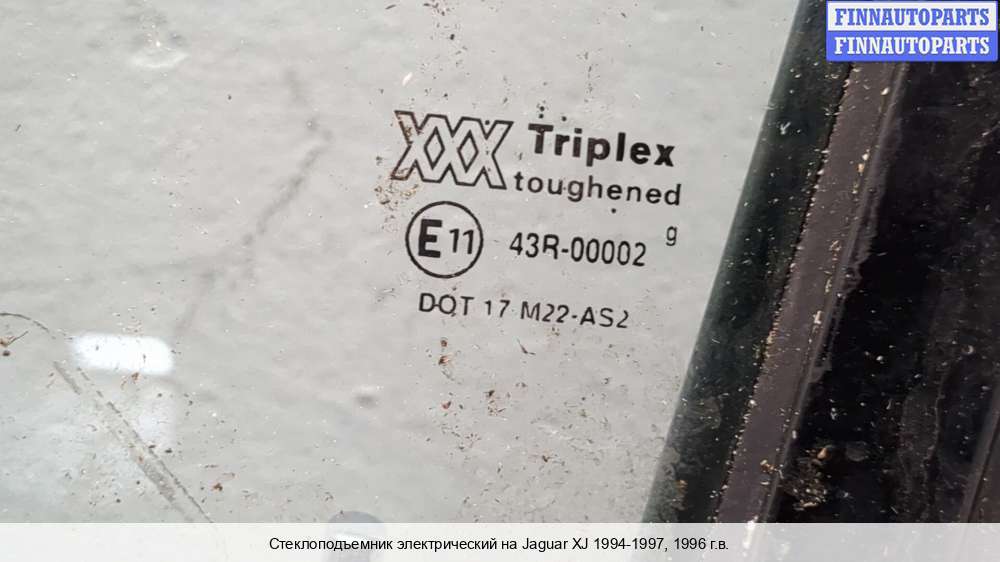 FINNAUTOPARTS
FINNAUTOPARTS
XXX Triplex
toughened
E 11 43R-00002 g
DOT 17 M22-AS2
Стеклоподъемник электрический на Jaguar XJ 1994-1997, 1996 г.в.